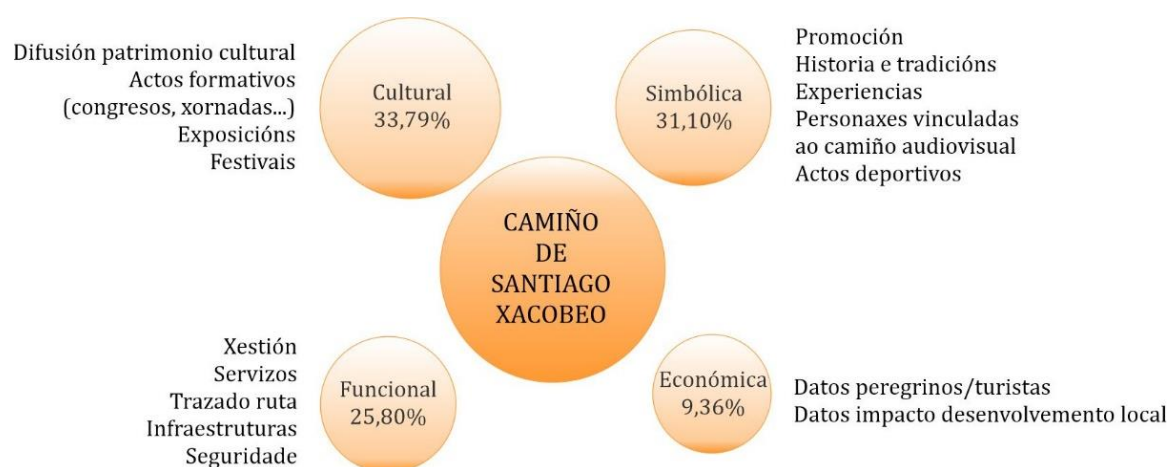 Difusión patrimonio cultural
Actos formativos
(congresos, xornadas...)
Exposicións
Festivais
Cultural
33,79%
Simbólica
31,10%
Promoción
Historia e tradicións
Experiencias
Personaxes vinculadas
ao camiño audiovisual
Actos deportivos
CAMIÑO
DE
SANTIAGO
XACOBEO
Xestión
Servizos
Trazado ruta
Infraestruturas
Seguridade
Funcional
25,80%
Económica
9,36%
Datos peregrinos/turistas
Datos impacto desenvolvemento local